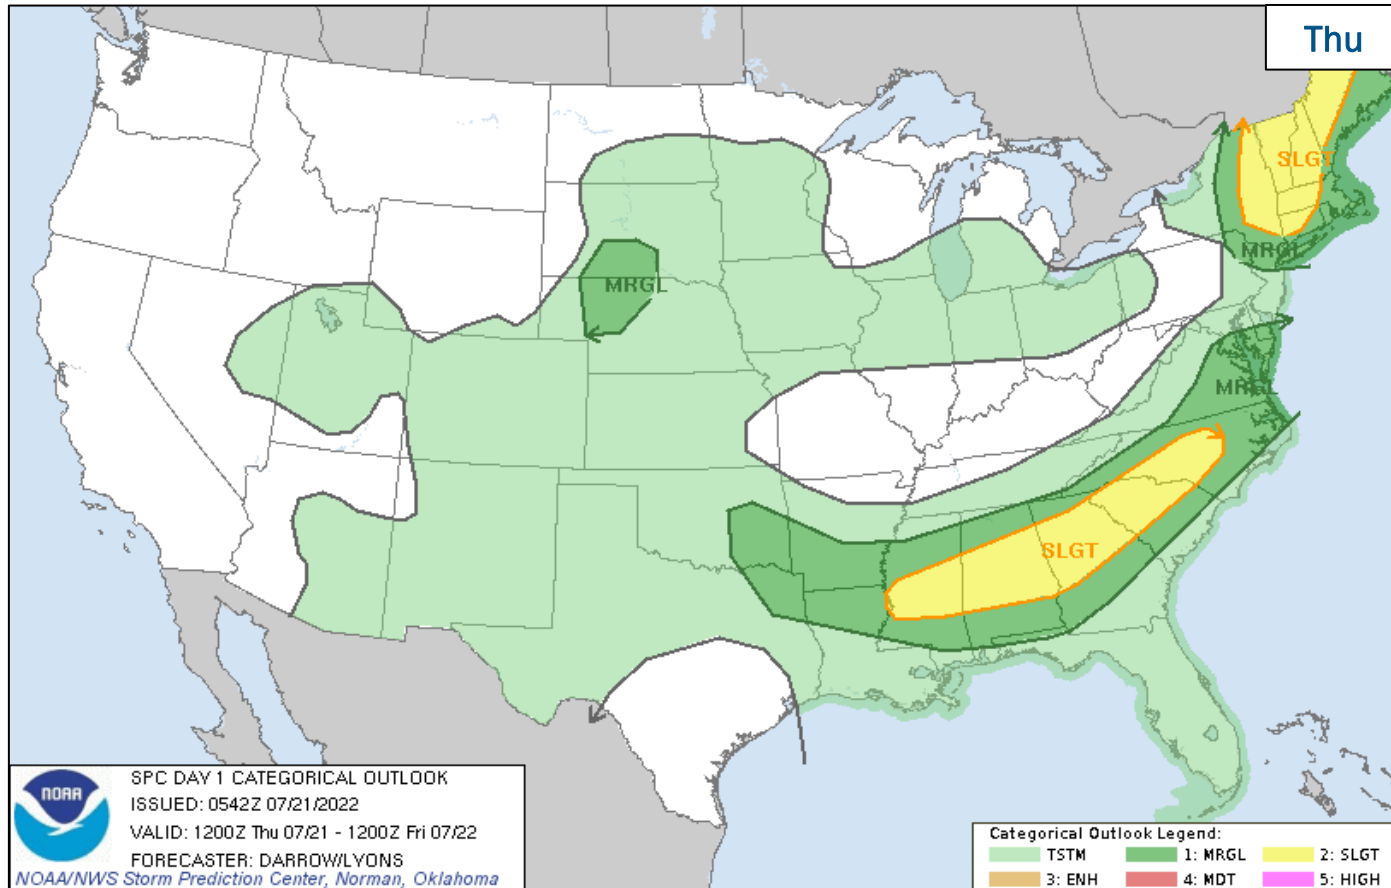 Thu
SLGT
MRGL
MRGL
MRGL
SLGT
NOAA
SPC DAY 1 CATEGORICAL OUTLOOK
ISSUED: 0542Z 07/21/2022
VALID: 1200Z Thu 07/21 - 1200Z Fri 07/22
FORECASTER: DARROW/LYONS
NOAA/NWS Storm Prediction Center, Norman, Oklahoma
Categorical Outlook Legend:
TSTM 1: MRGL 2: SLGT
3: ENH 4: MDT 5: HIGH